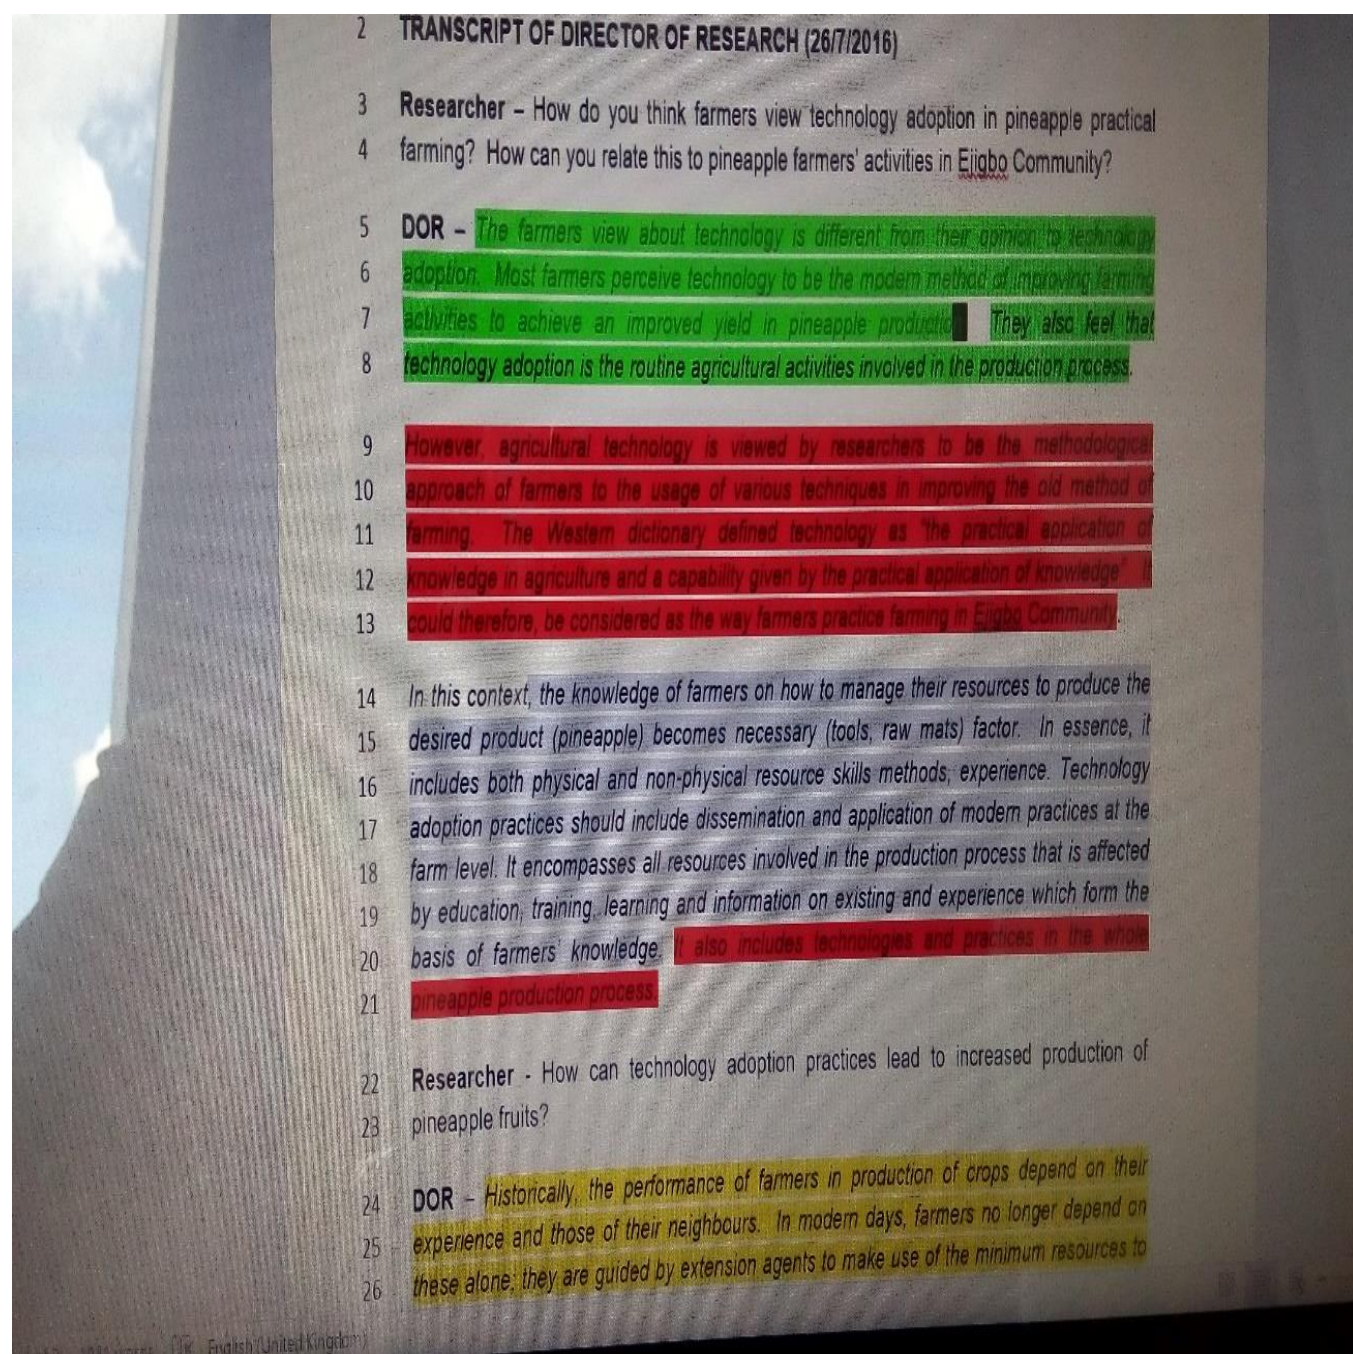 2 TRANSCRIPT OF DIRECTOR OF RESEARCH (26/7/2016)
3 Researcher – How do you think farmers view technology adoption in pineapple practical
4 farming? How can you relate this to pineapple farmers' activities in Ejigbo Community?
5 DOR – The farmers view about technology is different from their opinion to technology
6 adoption. Most farmers perceive technology to be the modern method of improving farming
7 activities to achieve an improved yield in pineapple productio They also feel that
8 technology adoption is the routine agricultural activities involved in the production process.
9 However, agricultural technology is viewed by researchers to be the methodological
10 approach of farmers to the usage of various techniques in improving the old method of
11 farming. The Western dictionary defined technology as "the practical application of
12 knowledge in agriculture and a capability given by the practical application of knowledge" It
13 could therefore, be considered as the way farmers practice farming in Ejigbo Community.
14 In this context, the knowledge of farmers on how to manage their resources to produce the
15 desired product (pineapple) becomes necessary (tools, raw mats) factor. In essence, it
16 includes both physical and non-physical resource skills methods, experience. Technology
17 adoption practices should include dissemination and application of modern practices at the
18 farm level. It encompasses all resources involved in the production process that is affected
19 by education, training, learning and information on existing and experience which form the
20 basis of farmers' knowledge. It also includes technologies and practices in the whole
21 pineapple production process.
22 Researcher - How can technology adoption practices lead to increased production of
23 pineapple fruits?
24 DOR – Historically, the performance of farmers in production of crops depend on their
25 experience and those of their neighbours. In modern days, farmers no longer depend on
26 these alone; they are guided by extension agents to make use of the minimum resources to
English (United Kingdom)